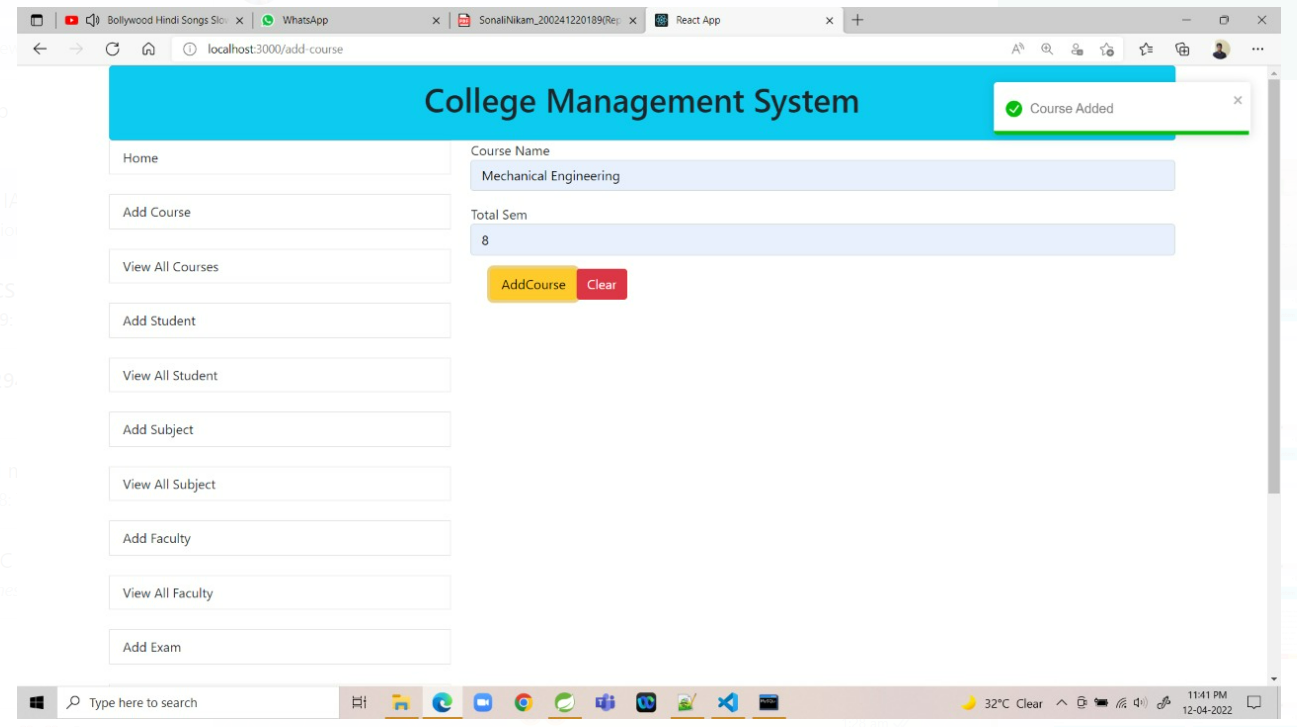 Bollywood Hindi Songs Slo
WhatsApp
SonaliNikam_200241220189(Rep
React App
localhost:3000/add-course
College Management System
Course Added
Home
Add Course
View All Courses
Add Student
View All Student
Add Subject
View All Subject
Add Faculty
View All Faculty
Add Exam
Course Name
Mechanical Engineering
Total Sem
8
AddCourse
Clear
Type here to search
32°C Clear
11:41 PM
12-04-2022